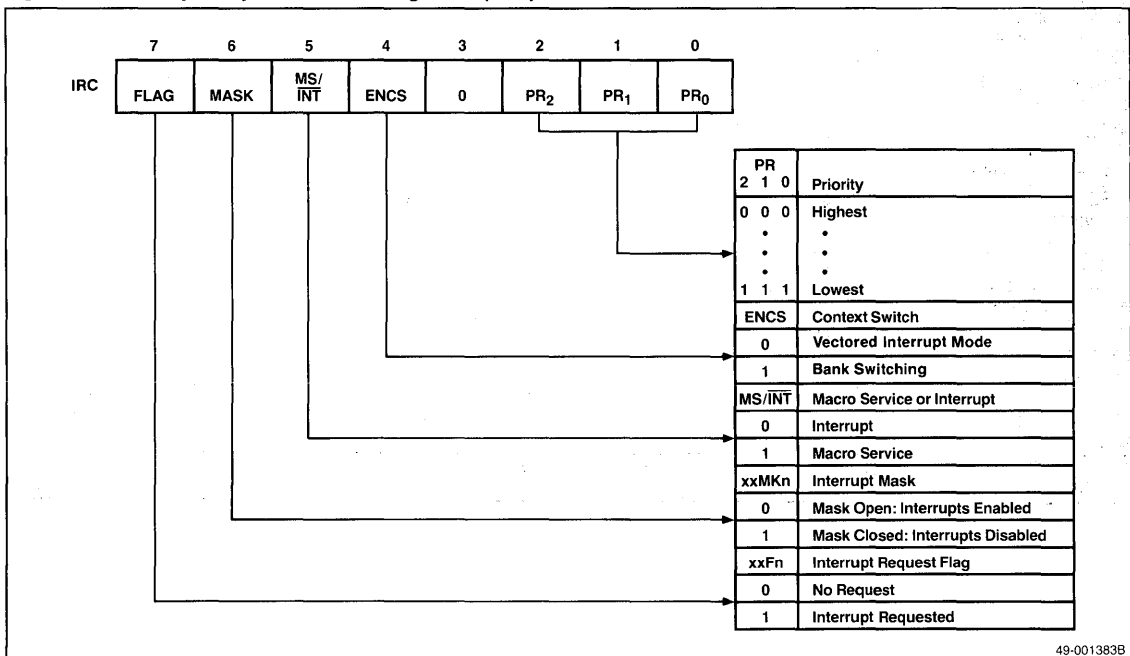 7 6 5 4 3 2 1 0
IRC FLAG MASK MS/INT ENCS 0 PR2 PR1 PR0
PR
2 1 0 Priority
0 0 0 Highest
• •
• •
• •
1 1 1 Lowest
ENCS Context Switch
0 Vectored Interrupt Mode
1 Bank Switching
MS/INT Macro Service or Interrupt
0 Interrupt
1 Macro Service
xxMKn Interrupt Mask
0 Mask Open: Interrupts Enabled
1 Mask Closed: Interrupts Disabled
xxFn Interrupt Request Flag
0 No Request
1 Interrupt Requested
49-001383B